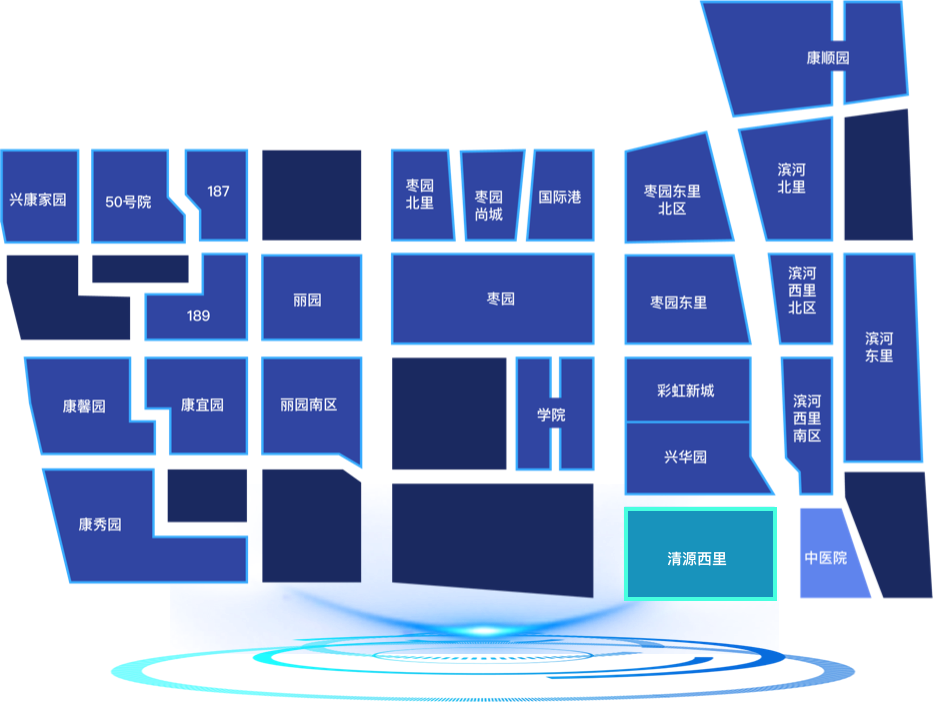 康顺园
兴康家园
50号院
187
枣园
北里
枣园
尚城
国际港
枣园东里
北区
滨河
北里
189
丽园
枣园
枣园东里
滨河
西里
北区
滨河
东里
康馨园
康宜园
丽园南区
学院
彩虹新城
兴华园
滨河
西里
南区
康秀园
清源西里
中医院